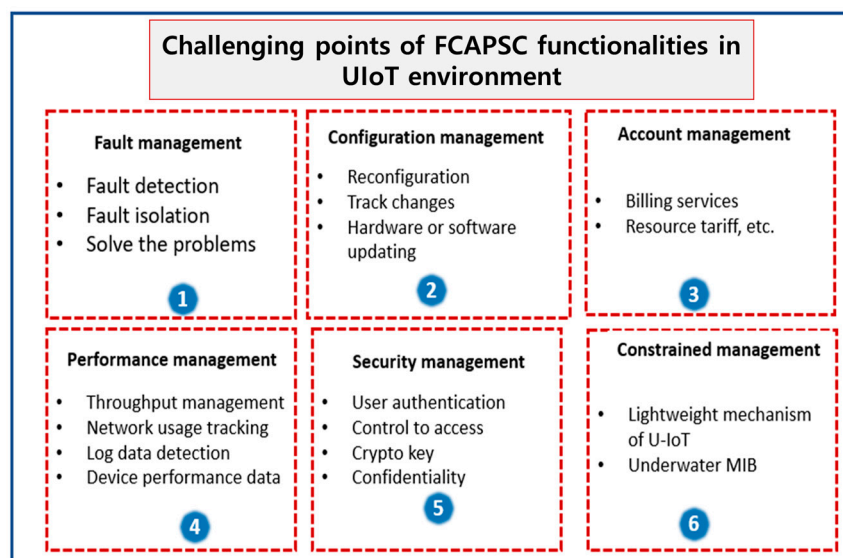 Challenging points of FCAPSC functionalities in
UIoT environment
Fault management
• Fault detection
• Fault isolation
• Solve the problems
1
Configuration management
• Reconfiguration
• Track changes
• Hardware or software
updating
2
Account management
• Billing services
• Resource tariff, etc.
3
Performance management
• Throughput management
• Network usage tracking
• Log data detection
• Device performance data
4
Security management
• User authentication
• Control to access
• Crypto key
• Confidentiality
5
Constrained management
• Lightweight mechanism
of U-IoT
• Underwater MIB
6